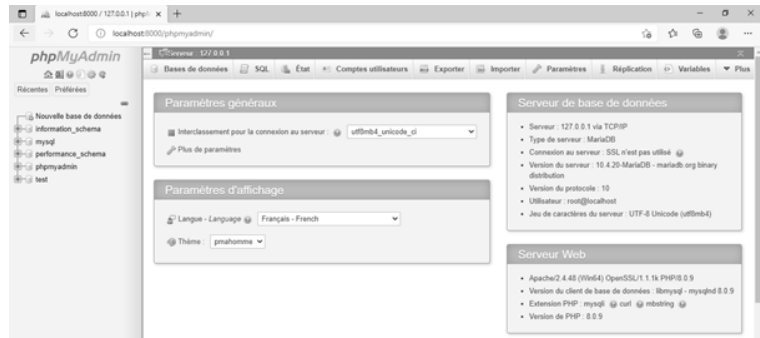 localhost:8000 / 127.0.0.1 | php
localhost:8000/phpmyadmin/
phpMyAdmin
Récentes Préférées
Nouvelle base de données
information_schema
mysql
performance_schema
phpmyadmin
test
Serveur : 127.0.0.1
Bases de données SQL État Comptes utilisateurs Exporter Importer Paramètres Réplication Variables Plus
Paramètres généraux
Interclassement pour la connexion au serveur : utf8mb4_unicode_ci
Plus de paramètres
Paramètres d'affichage
Langue - Language Français - French
Thème : pmahomme
Serveur de base de données
Serveur : 127.0.0.1 via TCP/IP
Type de serveur : MariaDB
Connexion au serveur : SSL n'est pas utilisé
Version du serveur : 10.4.20-MariaDB - mariadb.org binary
distribution
Version du protocole : 10
Utilisateur : root@localhost
Jeu de caractères du serveur : UTF-8 Unicode (utf8mb4)
Serveur Web
Apache/2.4.48 (Win64) OpenSSL/1.1.1k PHP/8.0.9
Version du client de base de données : libmysql - mysqlnd 8.0.9
Extension PHP : mysqli curl mbstring
Version de PHP : 8.0.9